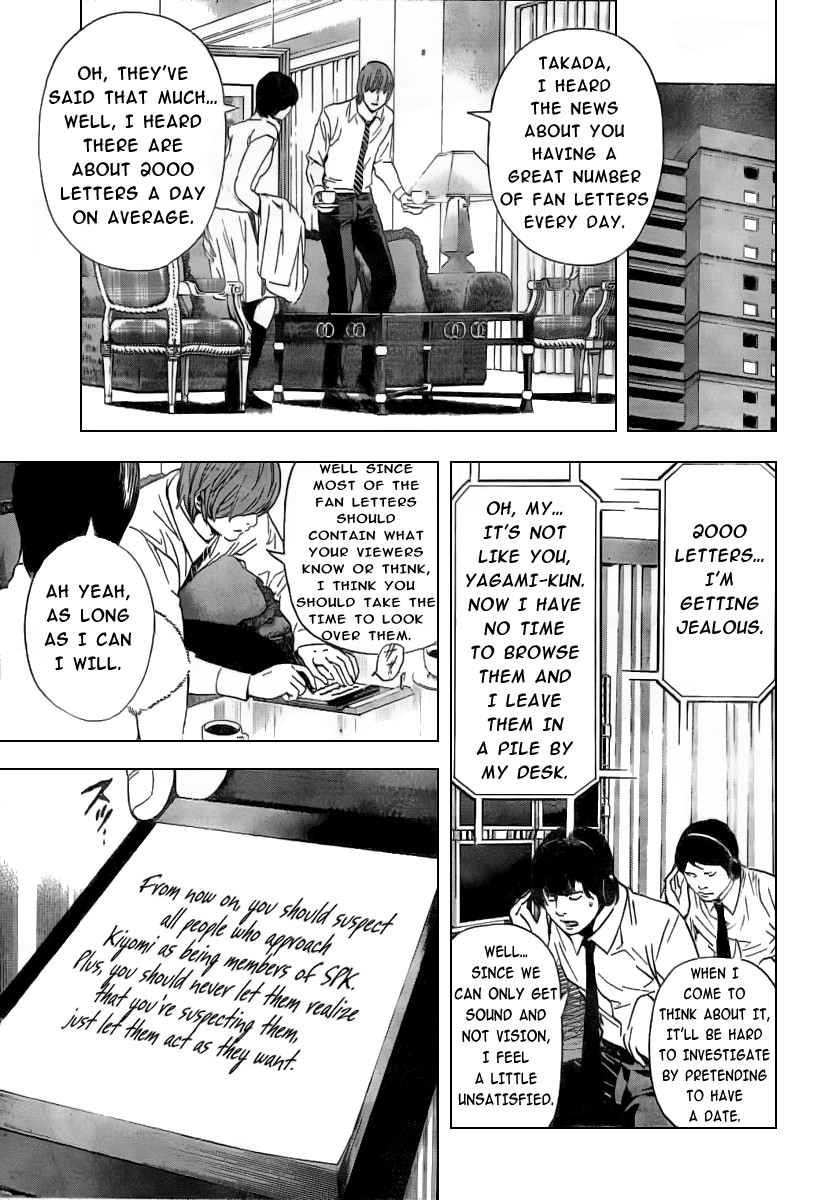 TAKADA,
I HEARD
THE NEWS
ABOUT YOU
HAVING A
GREAT NUMBER
OF FAN LETTERS
EVERY DAY.
OH, THEY'VE
SAID THAT MUCH...
WELL, I HEARD
THERE ARE
ABOUT 2000
LETTERS A DAY
ON AVERAGE.
2000
LETTERS...
I'M
GETTING
JEALOUS.
OH, MY...
IT'S NOT
LIKE YOU,
YAGAMI-KUN.
NOW I HAVE
NO TIME
TO BROWSE
THEM AND
I LEAVE
THEM IN
A PILE BY
MY DESK.
WHEN I
COME TO
THINK ABOUT IT,
IT'LL BE HARD
TO INVESTIGATE
BY PRETENDING
TO HAVE
A DATE.
WELL...
SINCE WE
CAN ONLY GET
SOUND AND
NOT VISION,
I FEEL
A LITTLE
UNSATISFIED.
WELL SINCE
MOST OF THE
FAN LETTERS
SHOULD
CONTAIN WHAT
YOUR VIEWERS
KNOW OR THINK,
I THINK YOU
SHOULD TAKE THE
TIME TO LOOK
OVER THEM.
AH YEAH,
AS LONG
AS I CAN
I WILL.
スッ
From now on, you should suspect
all people who approach
Kiyomi as being members of SPK.
Plus, you should never let them realize
that you're suspecting them,
just let them act as they want.